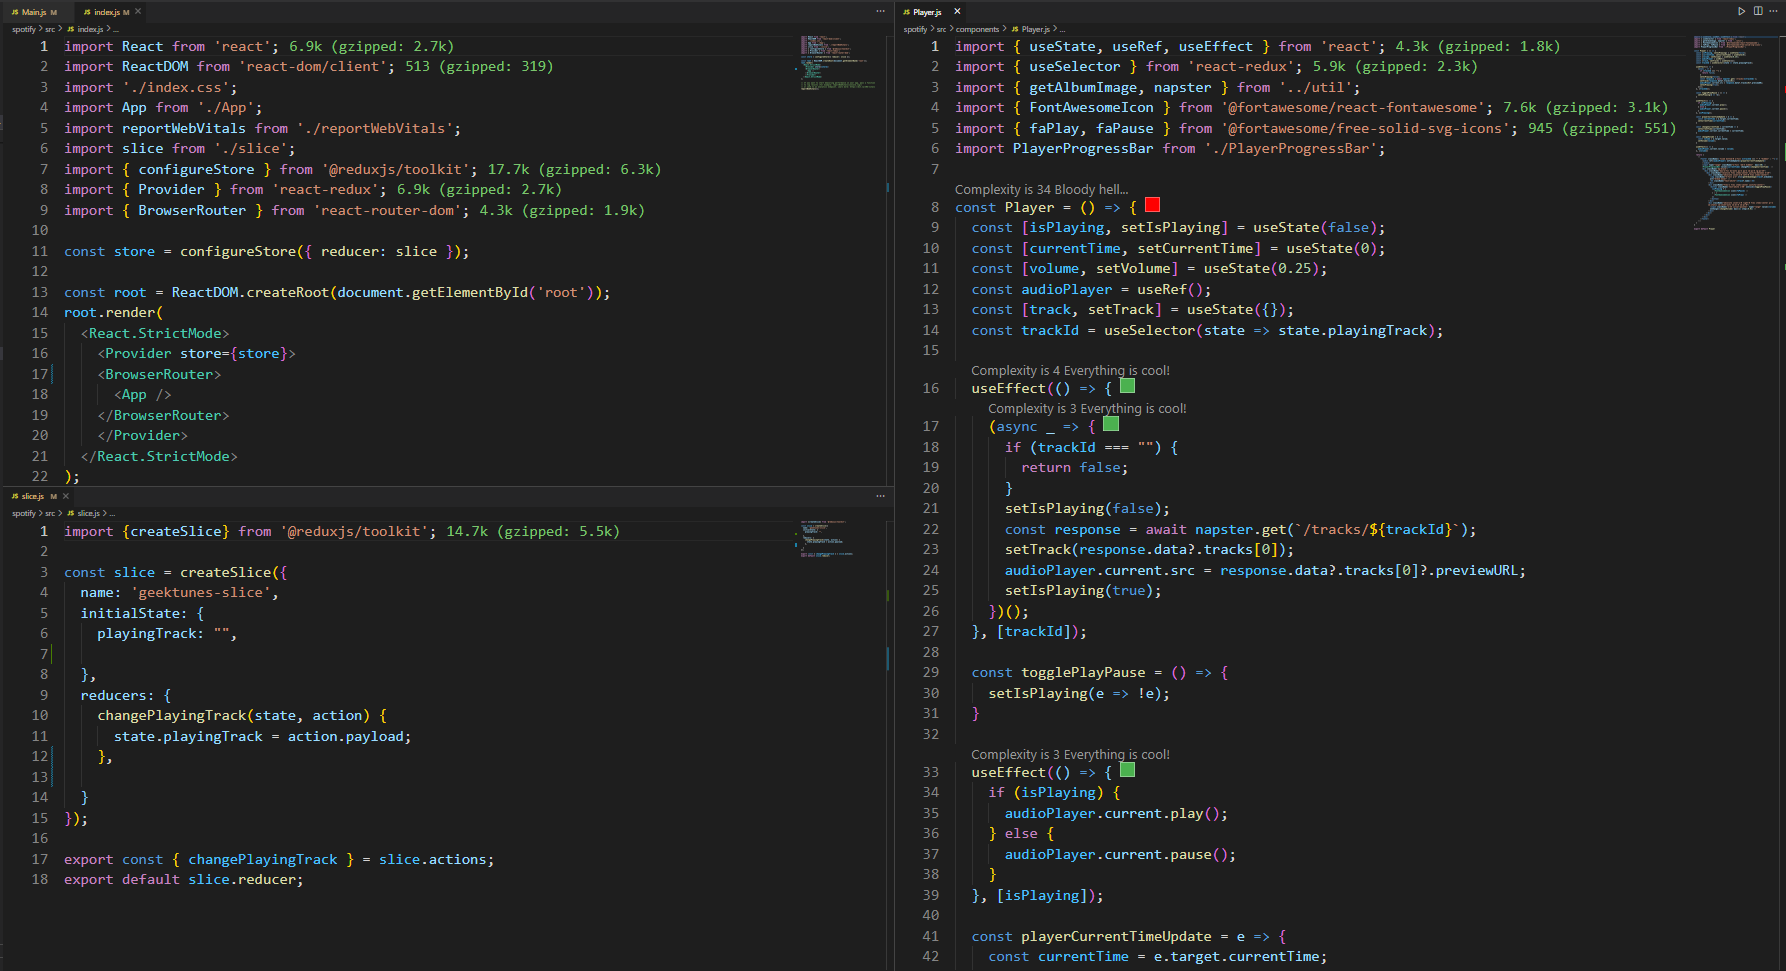 JS Main.js M
JS index.js M ×
spotify > src > JS index.js > ...
1 import React from 'react'; 6.9k (gzipped: 2.7k)
2 import ReactDOM from 'react-dom/client'; 513 (gzipped: 319)
3 import './index.css';
4 import App from './App';
5 import reportWebVitals from './reportWebVitals';
6 import slice from './slice';
7 import { configureStore } from '@reduxjs/toolkit'; 17.7k (gzipped: 6.3k)
8 import { Provider } from 'react-redux'; 6.9k (gzipped: 2.7k)
9 import { BrowserRouter } from 'react-router-dom'; 4.3k (gzipped: 1.9k)
10
11 const store = configureStore({ reducer: slice });
12
13 const root = ReactDOM.createRoot(document.getElementById('root'));
14 root.render(
15 <React.StrictMode>
16 <Provider store={store}>
17 <BrowserRouter>
18 <App />
19 </BrowserRouter>
20 </Provider>
21 </React.StrictMode>
22 );
JS slice.js M ×
spotify > src > JS slice.js > ...
1 import {createSlice} from '@reduxjs/toolkit'; 14.7k (gzipped: 5.5k)
2
3 const slice = createSlice({
4 name: 'geektunes-slice',
5 initialState: {
6 playingTrack: "",
7
8 },
9 reducers: {
10 changePlayingTrack(state, action) {
11 state.playingTrack = action.payload;
12 },
13
14 }
15 });
16
17 export const { changePlayingTrack } = slice.actions;
18 export default slice.reducer;
JS Player.js ×
spotify > src > components > JS Player.js > ...
1 import { useState, useRef, useEffect } from 'react'; 4.3k (gzipped: 1.8k)
2 import { useSelector } from 'react-redux'; 5.9k (gzipped: 2.3k)
3 import { getAlbumImage, napster } from '../util';
4 import { FontAwesomeIcon } from '@fortawesome/react-fontawesome'; 7.6k (gzipped: 3.1k)
5 import { faPlay, faPause } from '@fortawesome/free-solid-svg-icons'; 945 (gzipped: 551)
6 import PlayerProgressBar from './PlayerProgressBar';
7
Complexity is 34 Bloody hell...
8 const Player = () => {
9 const [isPlaying, setIsPlaying] = useState(false);
10 const [currentTime, setCurrentTime] = useState(0);
11 const [volume, setVolume] = useState(0.25);
12 const audioPlayer = useRef();
13 const [track, setTrack] = useState({});
14 const trackId = useSelector(state => state.playingTrack);
15
Complexity is 4 Everything is cool!
16 useEffect(() => {
Complexity is 3 Everything is cool!
17 (async _ => {
18 if (trackId === "") {
19 return false;
20 }
21 setIsPlaying(false);
22 const response = await napster.get(`/tracks/${trackId}`);
23 setTrack(response.data?.tracks[0]);
24 audioPlayer.current.src = response.data?.tracks[0]?.previewURL;
25 setIsPlaying(true);
26 })();
27 }, [trackId]);
28
29 const togglePlayPause = () => {
30 setIsPlaying(e => !e);
31 }
32
Complexity is 3 Everything is cool!
33 useEffect(() => {
34 if (isPlaying) {
35 audioPlayer.current.play();
36 } else {
37 audioPlayer.current.pause();
38 }
39 }, [isPlaying]);
40
41 const playerCurrentTimeUpdate = e => {
42 const currentTime = e.target.currentTime;